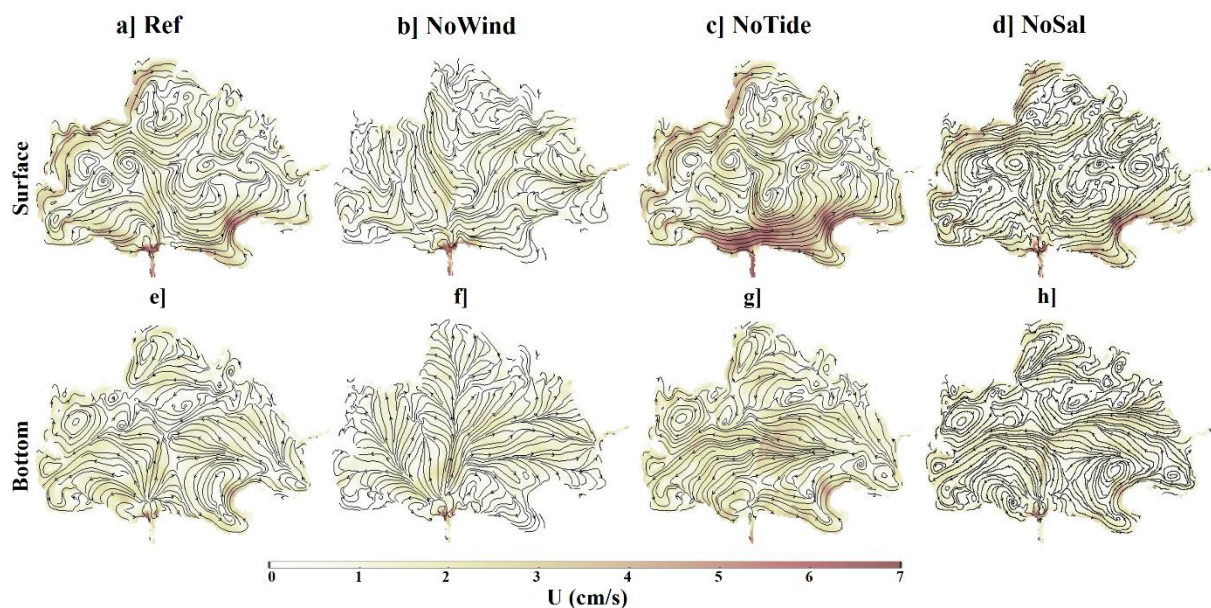 a] Ref b] NoWind c] NoTide d] NoSal
Surface
e] f] g] h]
Bottom
0 1 2 3 4 5 6 7
U (cm/s)